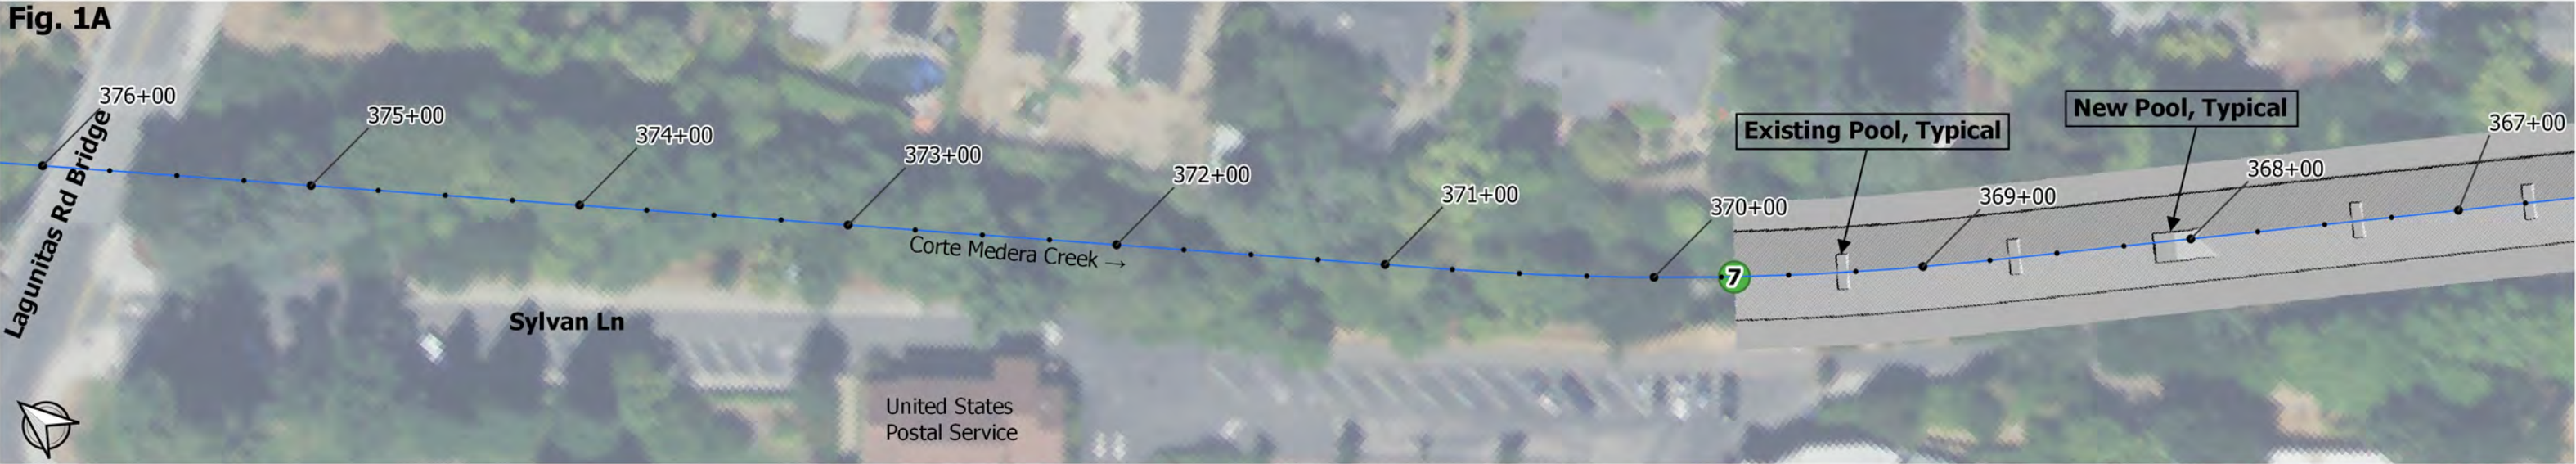 Fig. 1A
376+00
375+00
374+00
373+00
372+00
371+00
370+00
369+00
368+00
367+00
Existing Pool, Typical
New Pool, Typical
Lagunitas Rd Bridge
Corte Medera Creek →
7
Sylvan Ln
United States
Postal Service